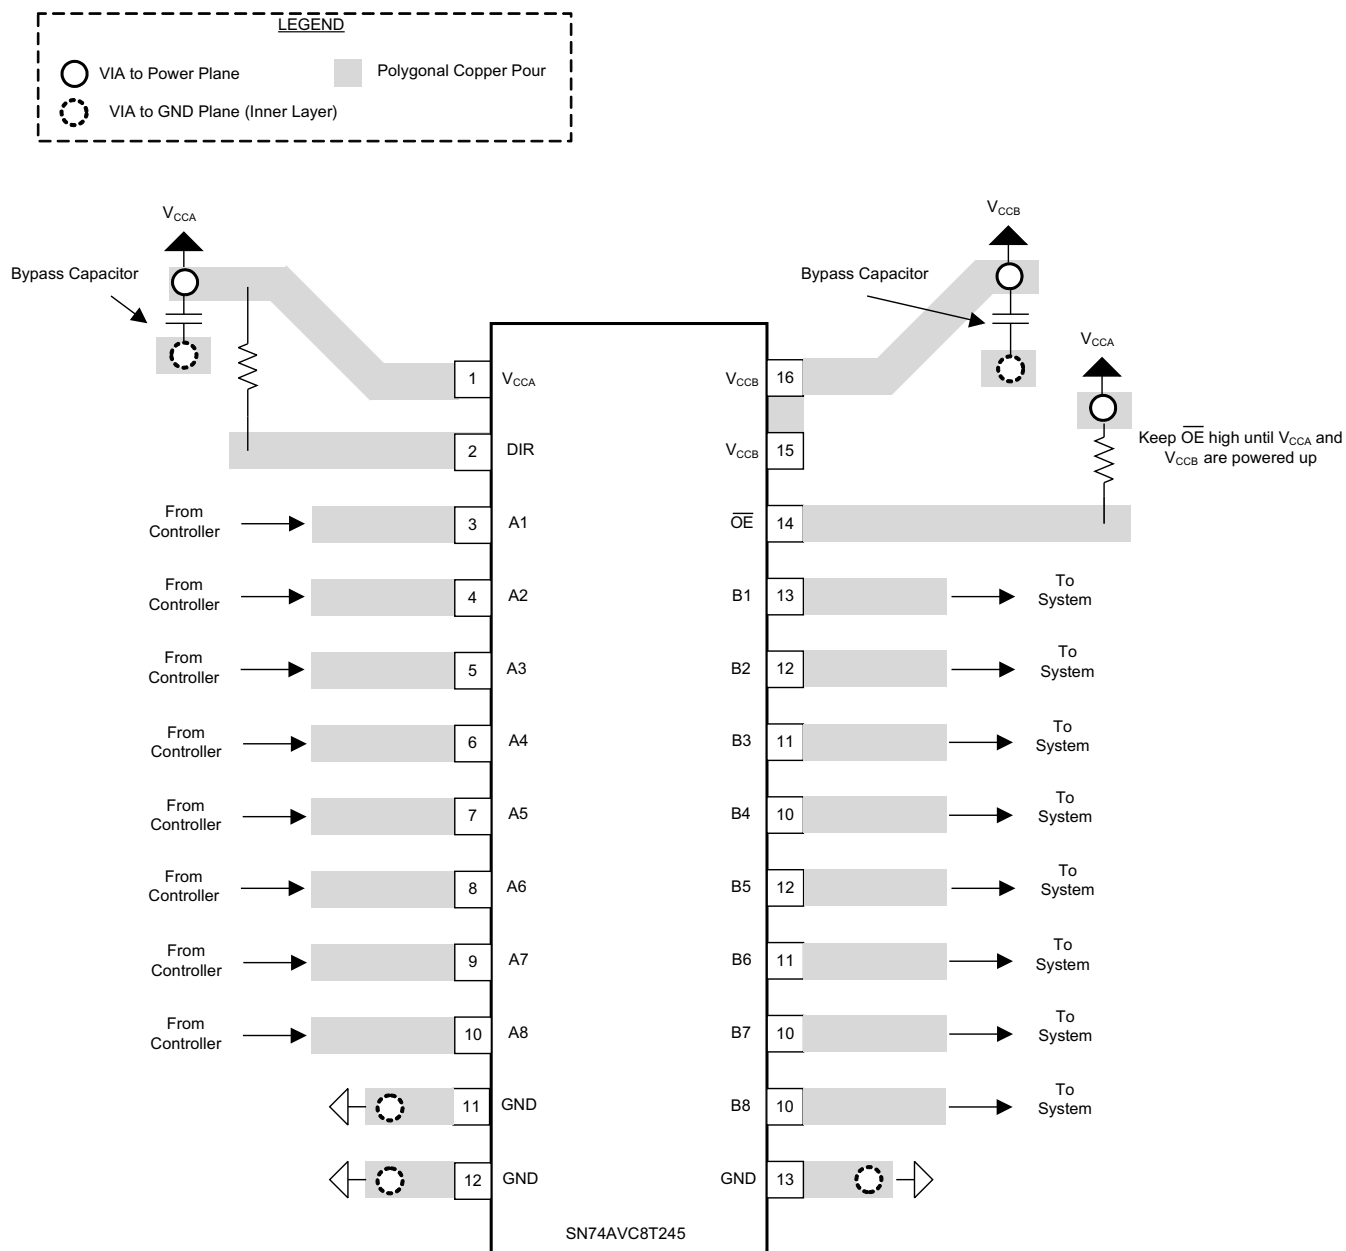 LEGEND
VIA to Power Plane
Polygonal Copper Pour
VIA to GND Plane (Inner Layer)
VCCA
VCCB
Bypass Capacitor
Bypass Capacitor
VCCA
Keep OE high until VCCA and
VCCB are powered up
1 VCCA
VCCB 16
2 DIR
VCCB 15
From
Controller
3 A1
OE 14
From
Controller
4 A2
B1 13
To
System
From
Controller
5 A3
B2 12
To
System
From
Controller
6 A4
B3 11
To
System
From
Controller
7 A5
B4 10
To
System
From
Controller
8 A6
B5 12
To
System
From
Controller
9 A7
B6 11
To
System
From
Controller
10 A8
B7 10
To
System
11 GND
B8 10
To
System
12 GND
GND 13
SN74AVC8T245